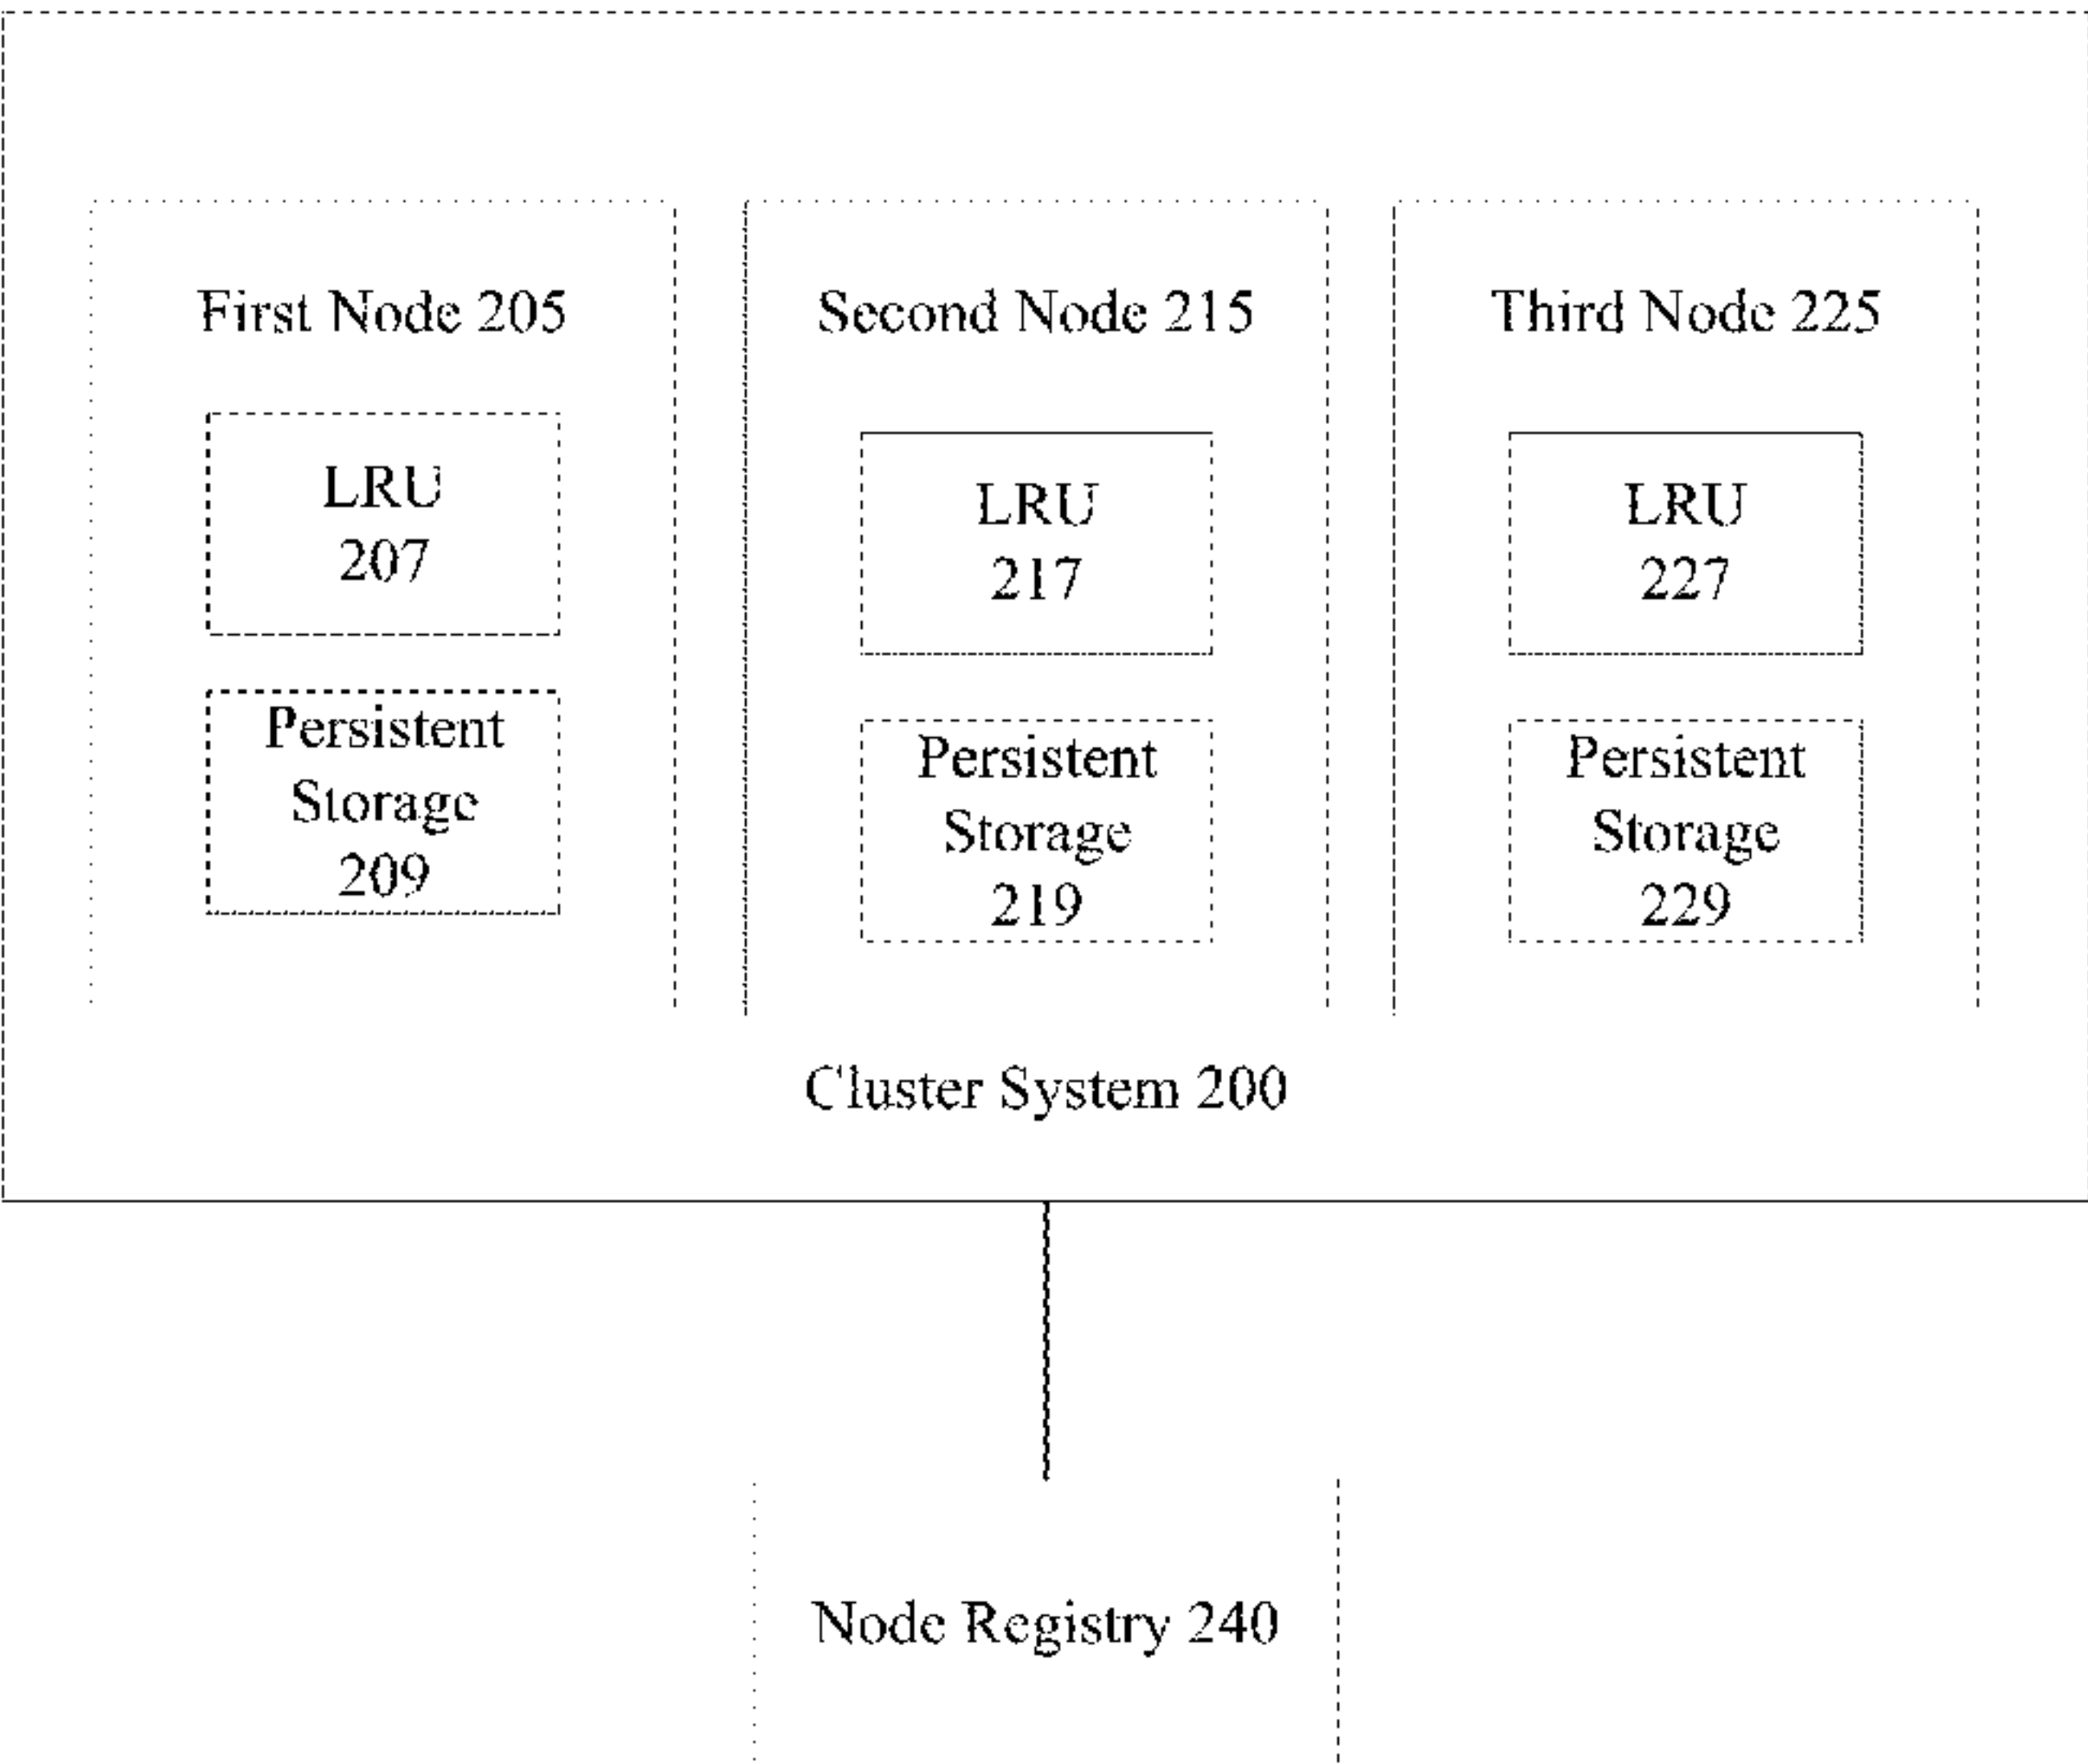 First Node 205
LRU
207
Persistent
Storage
209
Second Node 215
LRU
217
Persistent
Storage
219
Third Node 225
LRU
227
Persistent
Storage
229
Cluster System 200
Node Registry 240